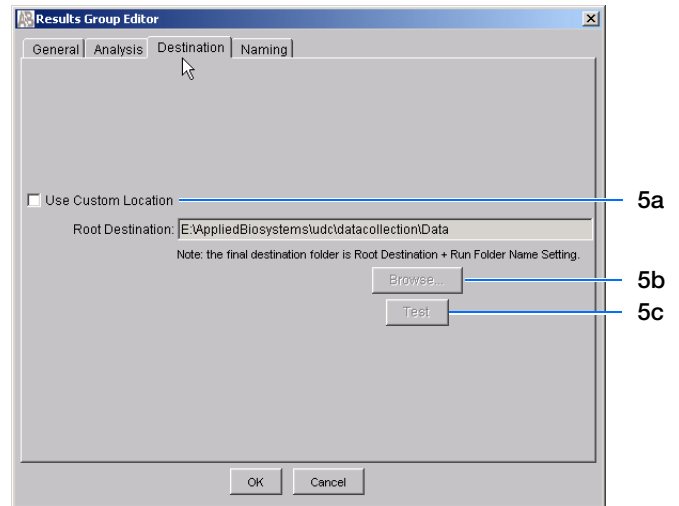 Results Group Editor
General Analysis Destination Naming
Use Custom Location
5a
Root Destination: E:\AppliedBiosystems\udc\datacollection\Data
Note: the final destination folder is Root Destination + Run Folder Name Setting.
Browse...
5b
Test
5c
OK Cancel